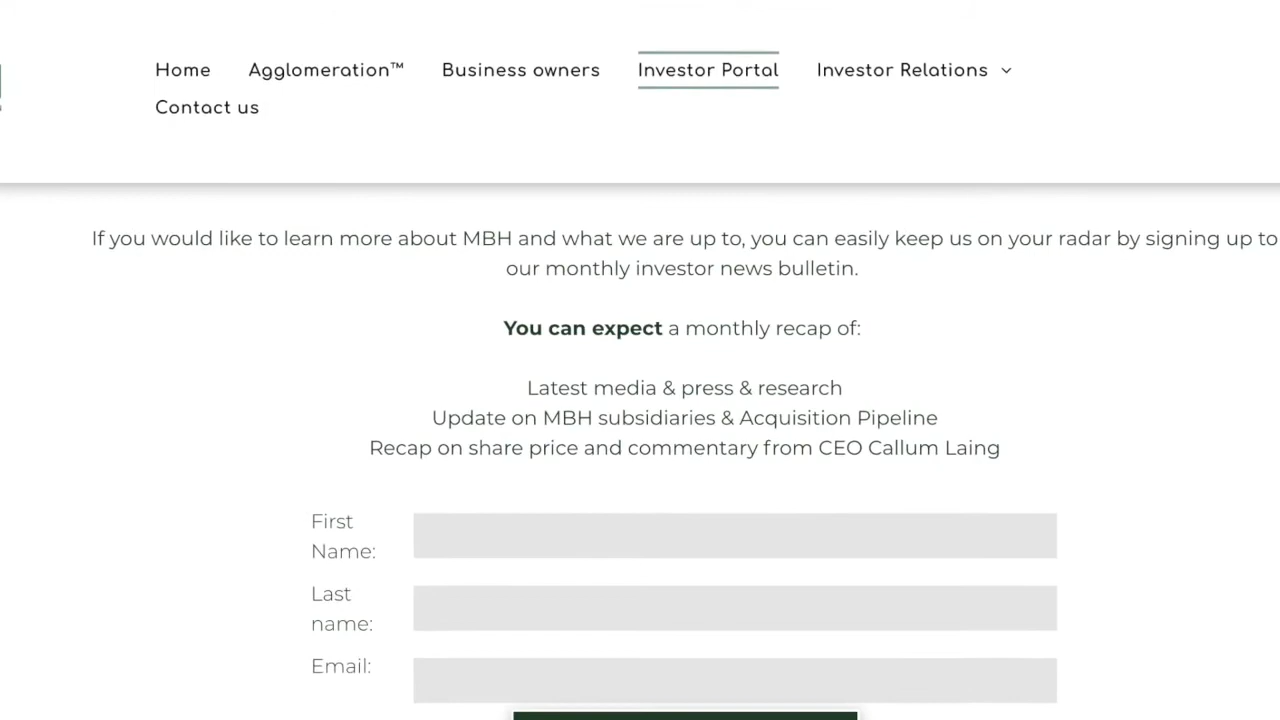 Home Agglomeration™ Business owners Investor Portal Investor Relations
Contact us
If you would like to learn more about MBH and what we are up to, you can easily keep us on your radar by signing up to
our monthly investor news bulletin.
You can expect a monthly recap of:
Latest media & press & research
Update on MBH subsidiaries & Acquisition Pipeline
Recap on share price and commentary from CEO Callum Laing
First
Name:
Last
name:
Email: